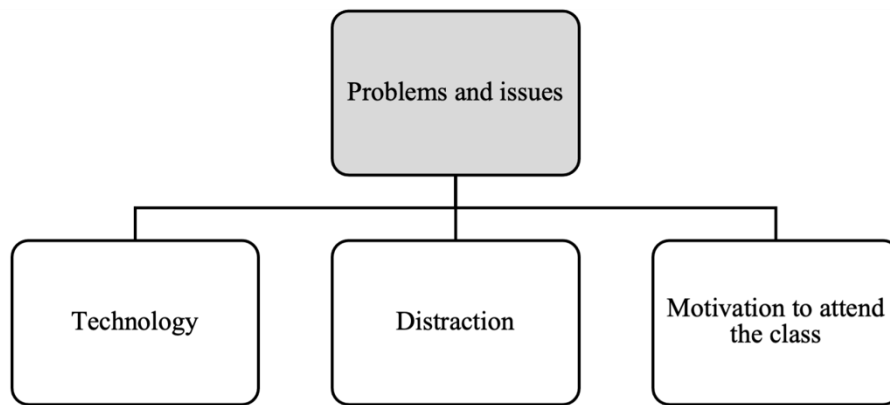 Problems and issues
Technology
Distraction
Motivation to attend
the class